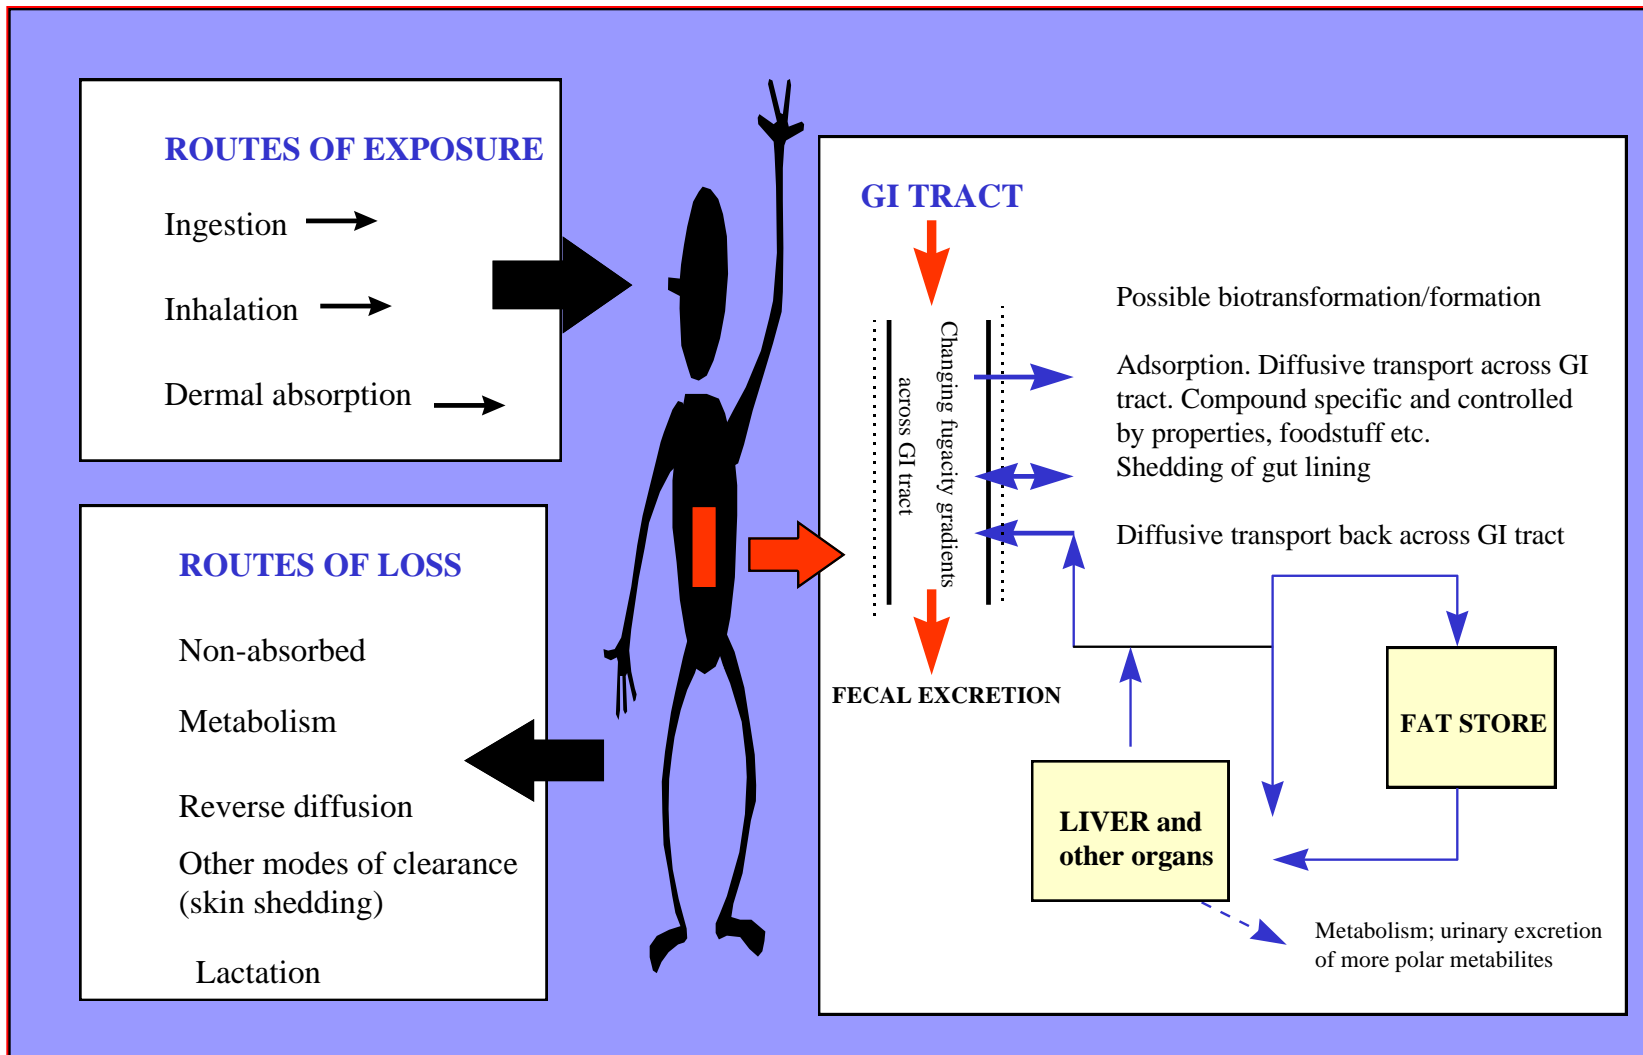 ROUTES OF EXPOSURE
Ingestion
Inhalation
Dermal absorption
ROUTES OF LOSS
Non-absorbed
Metabolism
Reverse diffusion
Other modes of clearance
(skin shedding)
Lactation
GI TRACT
Changing fugacity gradients
across GI tract
FECAL EXCRETION
Possible biotransformation/formation
Adsorption. Diffusive transport across GI
tract. Compound specific and controlled
by properties, foodstuff etc.
Shedding of gut lining
Diffusive transport back across GI tract
FAT STORE
LIVER and
other organs
Metabolism; urinary excretion
of more polar metabilites